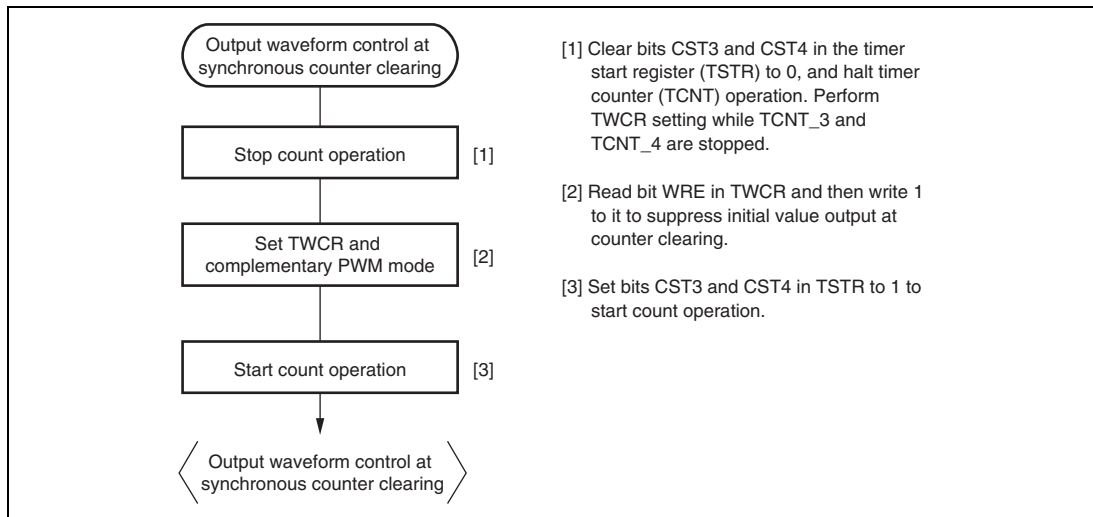 Output waveform control at
synchronous counter clearing
Stop count operation
[1]
Set TWCR and
complementary PWM mode
[2]
Start count operation
[3]
Output waveform control at
synchronous counter clearing
[1] Clear bits CST3 and CST4 in the timer
start register (TSTR) to 0, and halt timer
counter (TCNT) operation. Perform
TWCR setting while TCNT_3 and
TCNT_4 are stopped.
[2] Read bit WRE in TWCR and then write 1
to it to suppress initial value output at
counter clearing.
[3] Set bits CST3 and CST4 in TSTR to 1 to
start count operation.